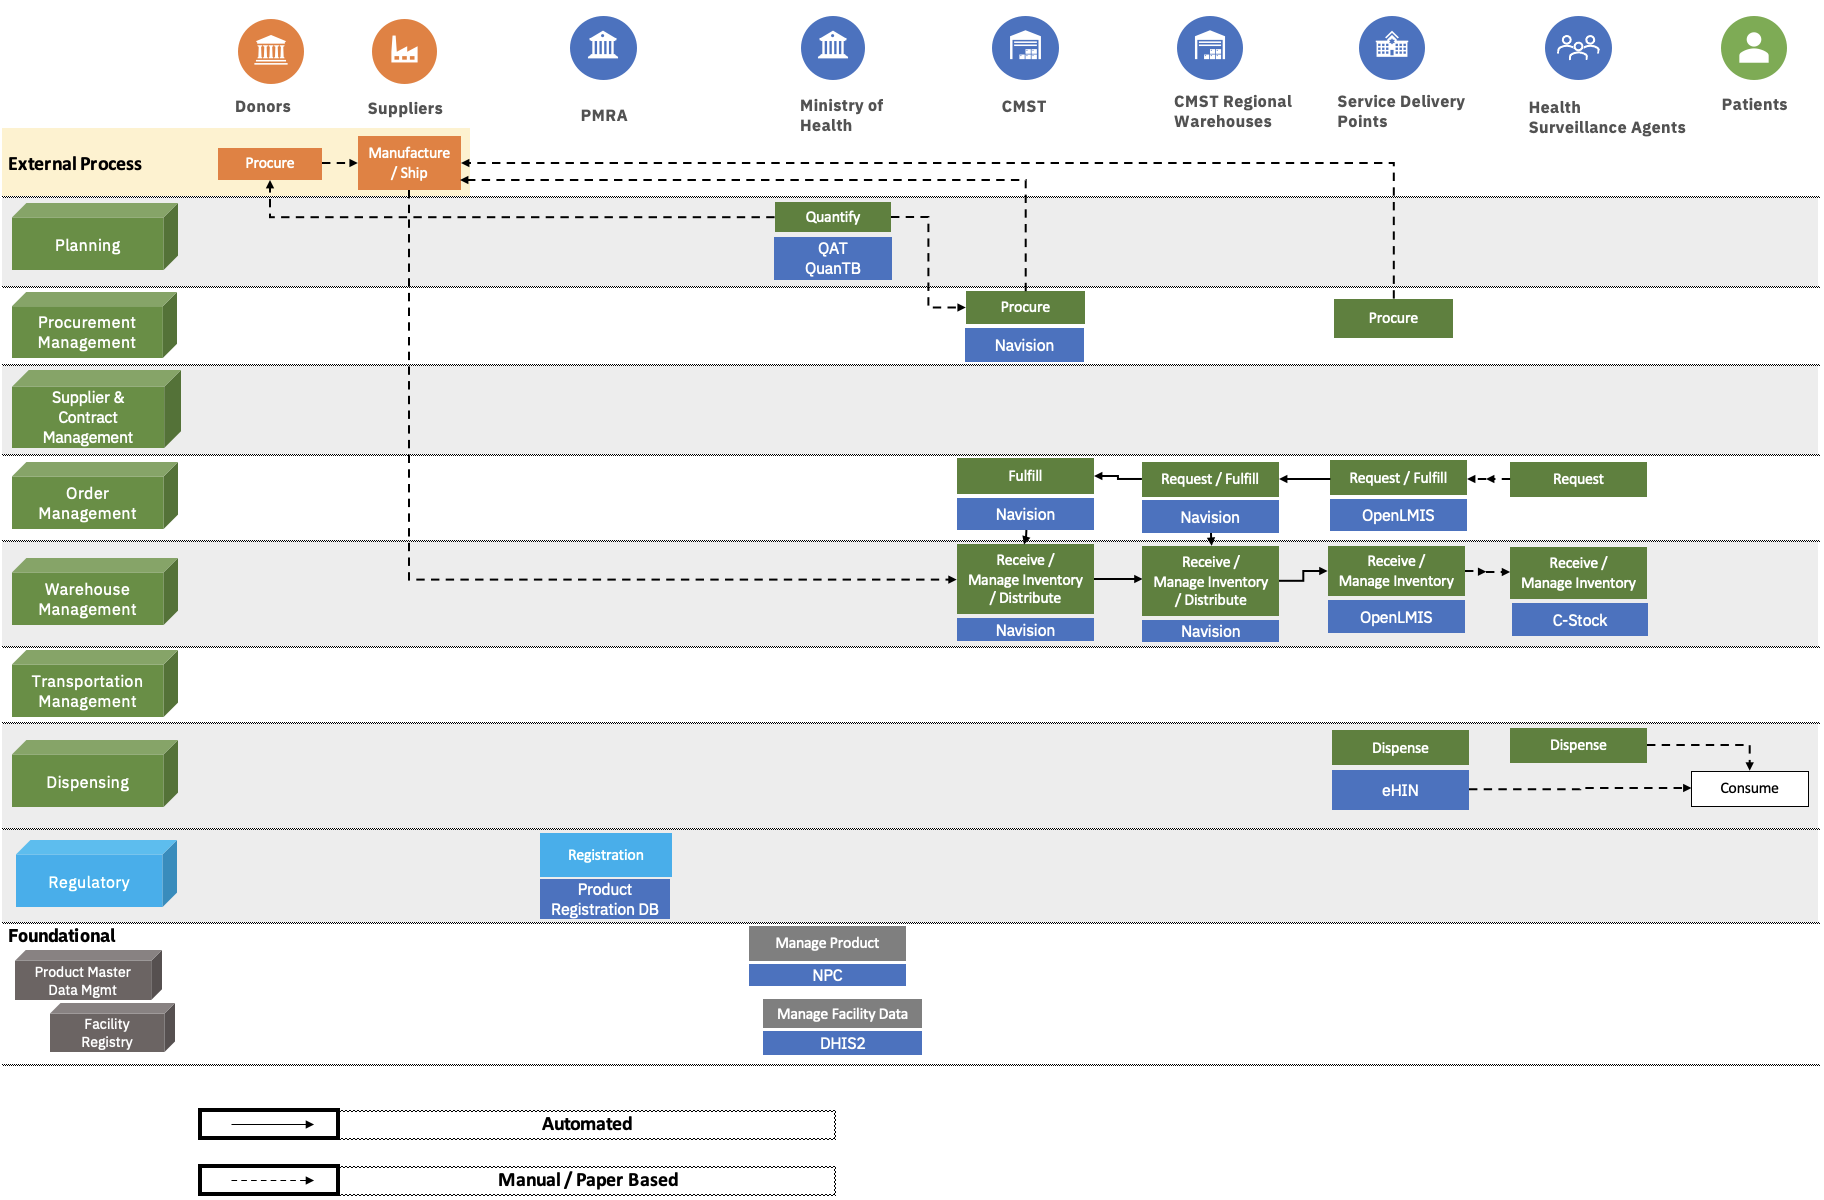 Donors
Suppliers
PMRA
Ministry of
Health
CMST
CMST Regional
Warehouses
Service Delivery
Points
Health
Surveillance Agents
Patients
External Process
Procure
Manufacture
/ Ship
Planning
Quantify
QAT
QuanTB
Procurement
Management
Procure
Navision
Procure
Supplier &
Contract
Management
Order
Management
Fulfill
Navision
Request / Fulfill
Navision
Request / Fulfill
OpenLMIS
Request
Warehouse
Management
Receive /
Manage Inventory
/ Distribute
Navision
Receive /
Manage Inventory
/ Distribute
Navision
Receive /
Manage Inventory
OpenLMIS
Receive /
Manage Inventory
C-Stock
Transportation
Management
Dispensing
Dispense
eHIN
Dispense
Consume
Regulatory
Registration
Product
Registration DB
Foundational
Product Master
Data Mgmt
Manage Product
NPC
Facility
Registry
Manage Facility Data
DHIS2
Automated
Manual / Paper Based